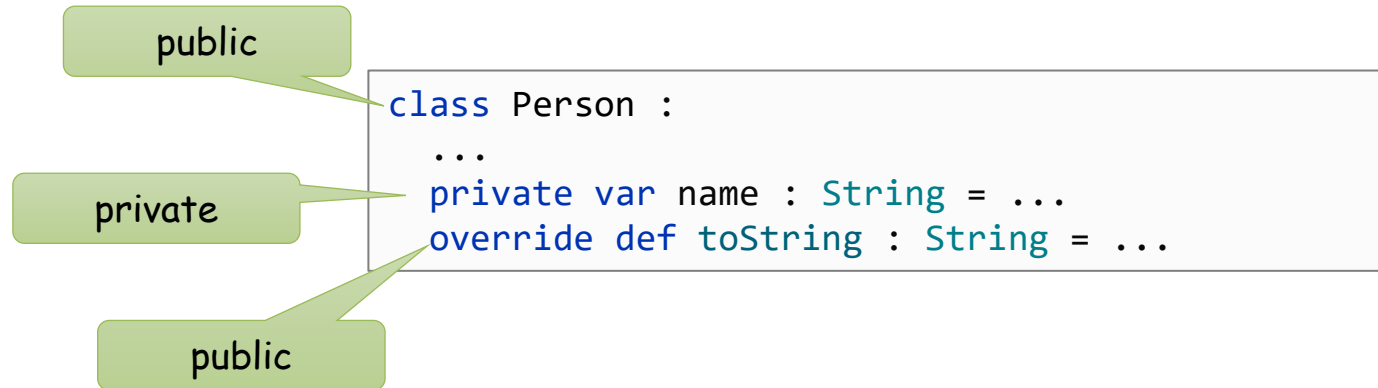 public
class Person :
...
private
private var name : String = ...
override def toString : String = ...
public